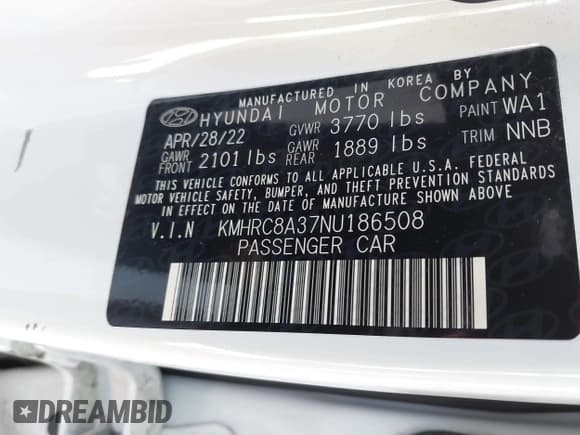 MANUFACTURED IN KOREA BY
HYUNDAI MOTOR COMPANY
APR/28/22 GVWR 3770 lbs PAINT WA1
GAWR FRONT 2101 lbs GAWR REAR 1889 lbs TRIM NNB
THIS VEHICLE CONFORMS TO ALL APPLICABLE U.S.A. FEDERAL
MOTOR VEHICLE SAFETY, BUMPER, AND THEFT PREVENTION STANDARDS
IN EFFECT ON THE DATE OF MANUFACTURE SHOWN ABOVE.
V.I.N KMHRC8A37NU186508
PASSENGER CAR
DREAMBID